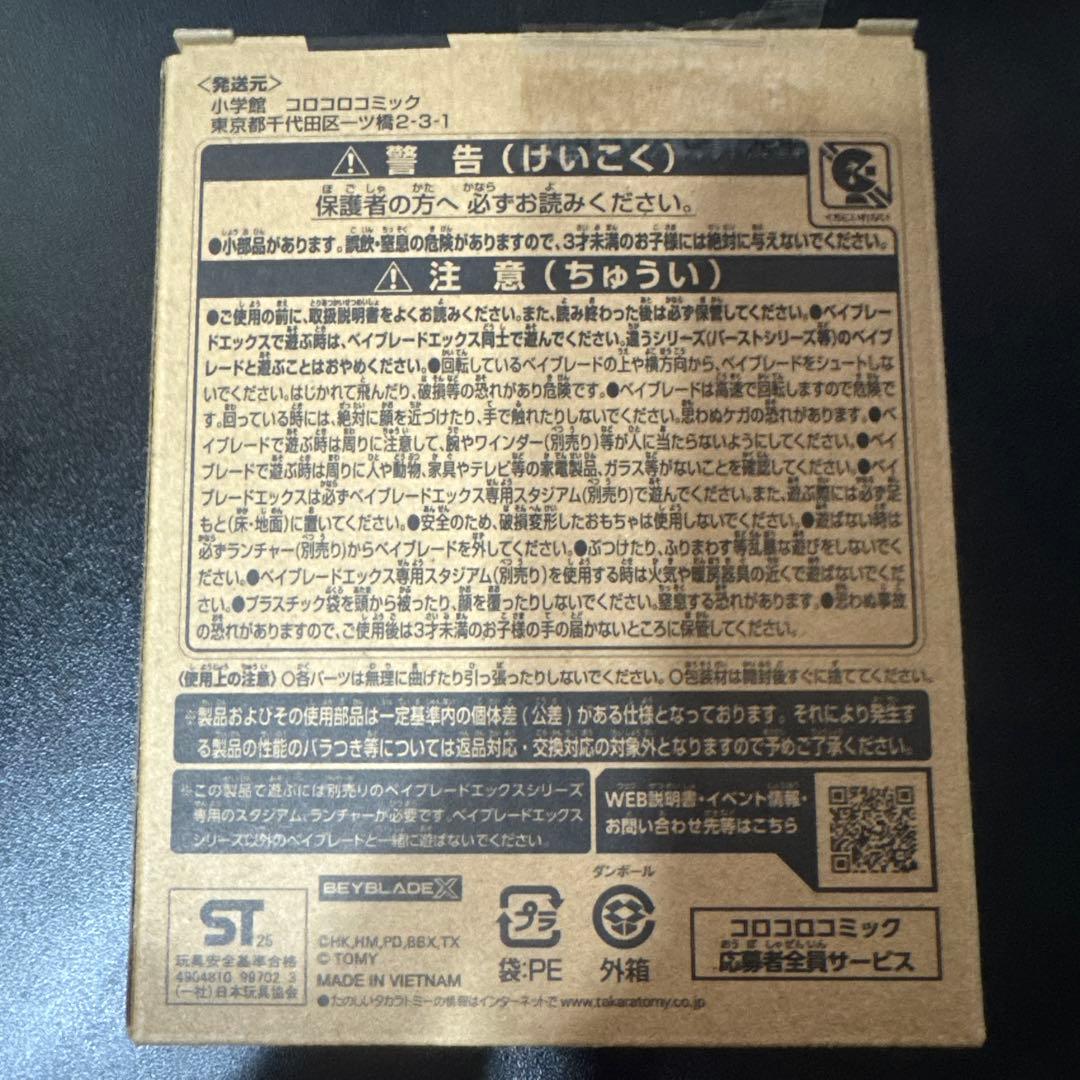 <発送元>
小学館 コロコロコミック
東京都千代田区一ツ橋2-3-1
警 告(けいこく)
保護者の方へ 必ずお読みください。
●小部品があります。誤飲・窒息の危険がありますので、3才未満のお子様には絶対に与えないでください。
注 意(ちゅうい)
●ご使用の前に、取扱説明書をよくお読みください。また、読み終わった後は必ず保管してください。●ベイブレー
ドエックスで遊ぶ時は、ベイブレードエックス同士で遊んでください。違うシリーズ(バーストシリーズ等)のベイブ
レードと遊ぶことはおやめください。●回転しているベイブレードの上や横方向から、ベイブレードをシュートしな
いでください。はじかれて飛んだり、破損等の恐れがあり危険です。●ベイブレードは高速で回転しますので危険で
す。回っている時には、絶対に顔を近づけたり、手で触れたりしないでください。思わぬケガの恐れがあります。●ベ
イブレードで遊ぶ時は周りに注意して、腕やワインダー(別売り)等が人に当たらないようにしてください。●ベイ
ブレードで遊ぶ時は周りに人や動物、家具やテレビ等の家電製品、ガラス等がないことを確認してください。●ベイ
ブレードエックスは必ずベイブレードエックス専用スタジアム(別売り)で遊んでください。また、遊ぶ際には必ず足
もと(床・地面)に置いてください。●安全のため、破損変形したおもちゃは使用しないでください。●遊ばない時は
必ずランチャー(別売り)からベイブレードを外してください。●ぶつけたり、ふりまわす等乱暴な遊びをしないでく
ださい。●ベイブレードエックス専用スタジアム(別売り)を使用する時は火気や暖房器具の近くで遊ばないでくだ
さい。●プラスチック袋を頭から被ったり、顔を覆ったりしないでください。窒息する恐れがあります。●思わぬ事故
の恐れがありますので、ご使用後は3才未満のお子様の手の届かないところに保管してください。
〈使用上の注意〉○各パーツは無理に曲げたり引っ張ったりしないでください。○包装材は開封後すぐに捨ててください。
※製品およびその使用部品は一定基準内の個体差(公差)がある仕様となっております。それにより発生す
る製品の性能のバラつき等については返品対応・交換対応の対象外となりますので予めご了承ください。
※この製品で遊ぶには別売りのベイブレードエックスシリーズ
専用のスタジアム、ランチャーが必要です。ベイブレードエックス
シリーズ以外のベイブレードと一緒に遊ばないでください。
WEB説明書・イベント情報・
お問い合わせ先等はこちら
ST 25
玩具安全基準合格
4904810 99702 3
(一社)日本玩具協会
BEYBLADE X
©HK,HM,PD,BBX,TX
© TOMY
MADE IN VIETNAM
●たのしいタカラトミーの情報はインターネットで www.takaratomy.co.jp
プラ
袋:PE
ダンボール
外箱
コロコロコミック
応募者全員サービス